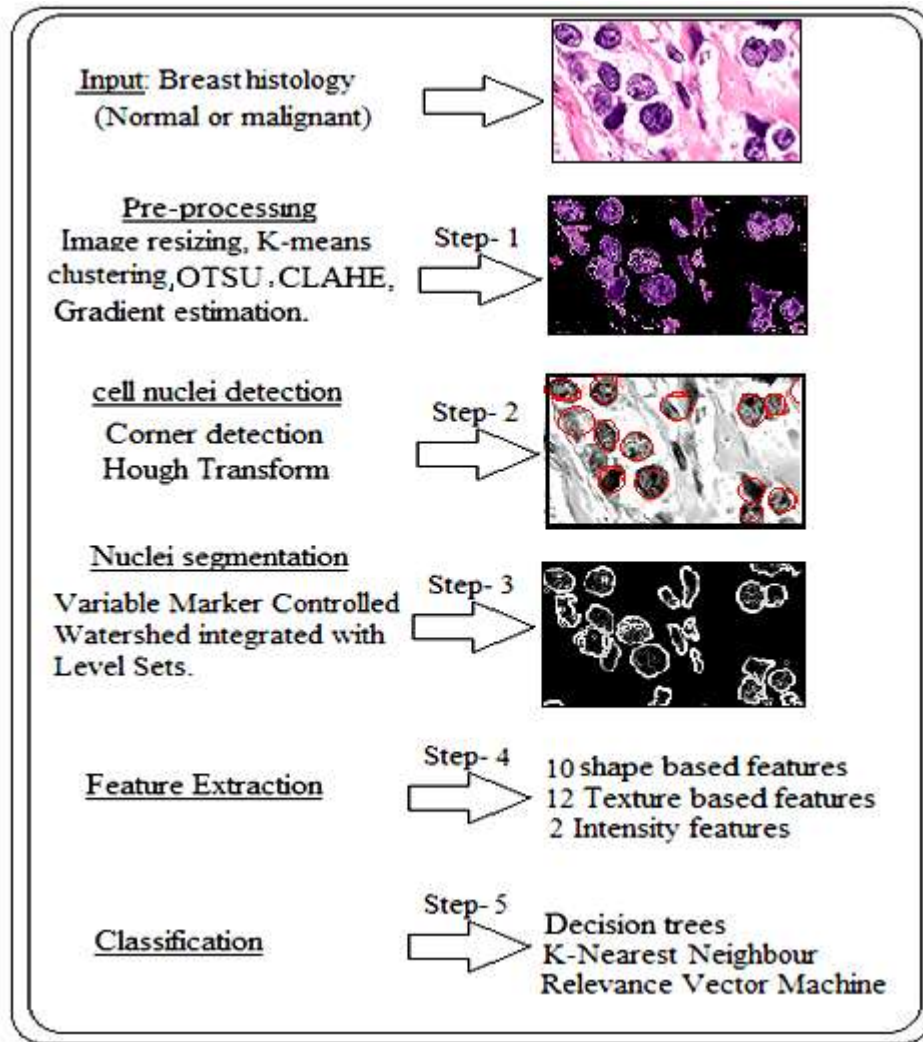 Input: Breast histology
(Normal or malignant)
Pre-processing
Image resizing, K-means
clustering,OTSU,CLAHE,
Gradient estimation.
Step- 1
cell nuclei detection
Corner detection
Hough Transform
Step- 2
Nuclei segmentation
Variable Marker Controlled
Watershed integrated with
Level Sets.
Step- 3
Feature Extraction
Step- 4
10 shape based features
12 Texture based features
2 Intensity features
Classification
Step- 5
Decision trees
K-Nearest Neighbour
Relevance Vector Machine